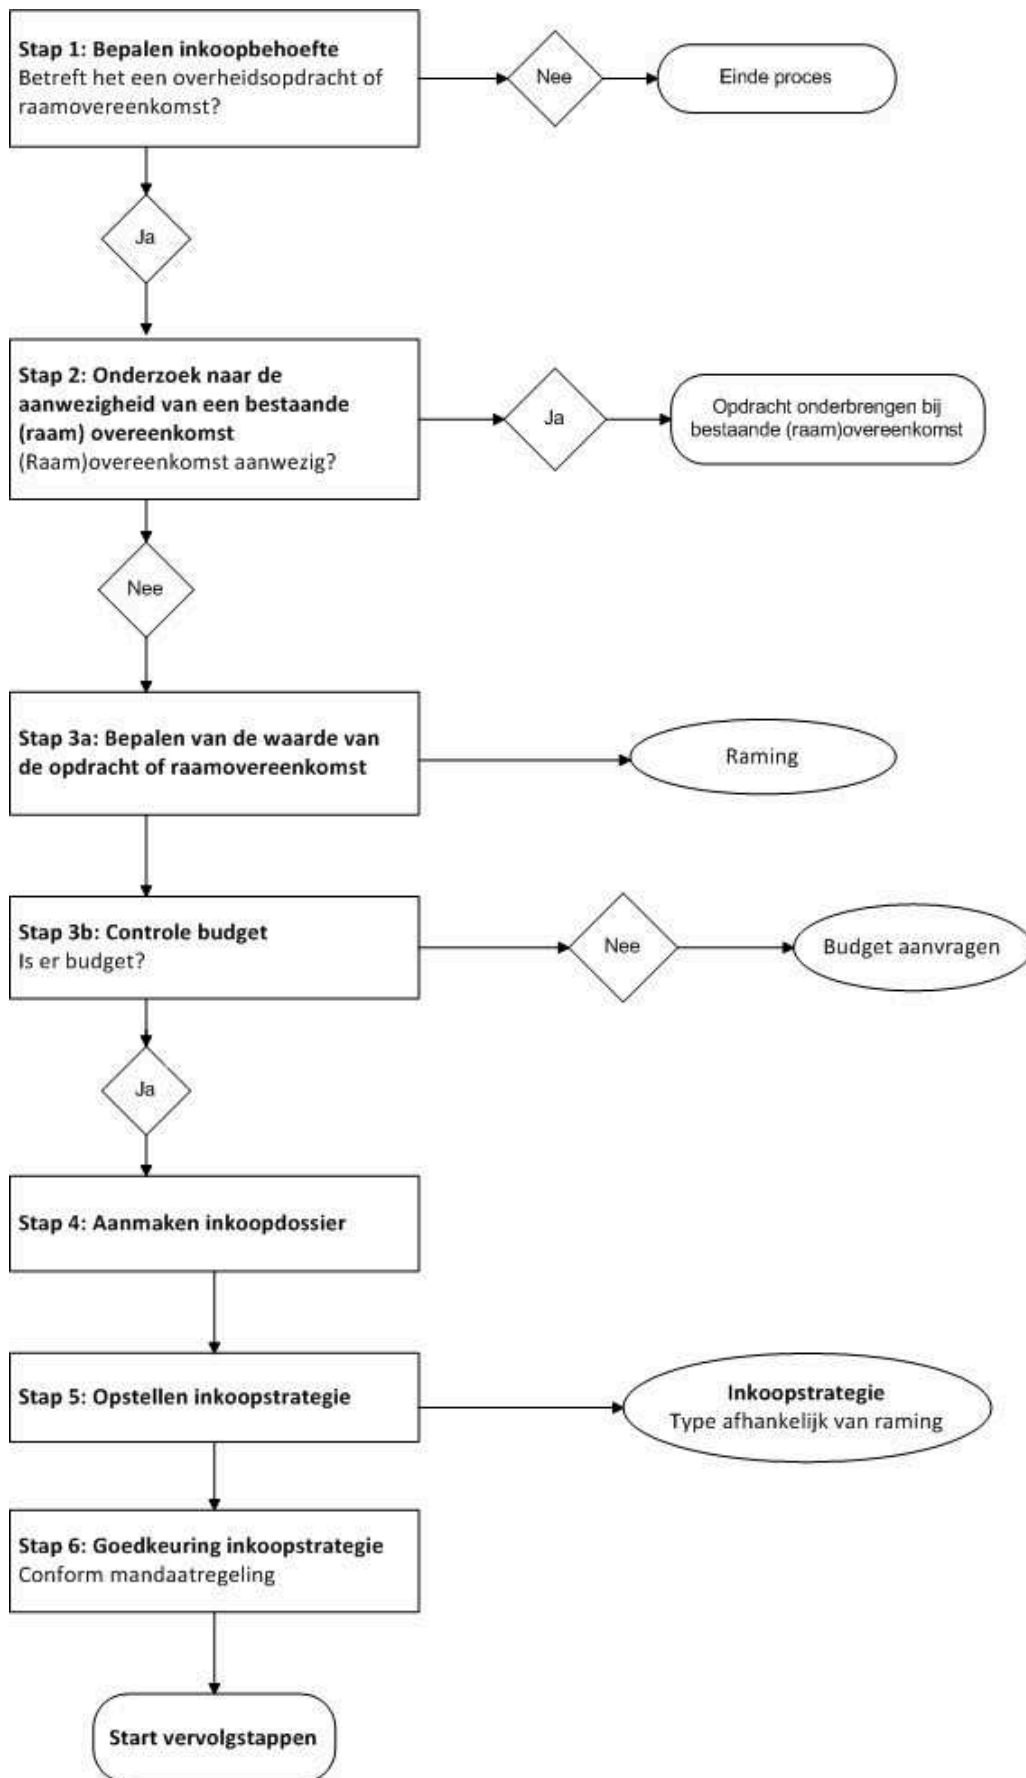 Stap 1: Bepalen inkoopbehoefte
Betreft het een overheidsopdracht of
raamovereenkomst?
Nee
Einde proces
Ja
Stap 2: Onderzoek naar de
aanwezigheid van een bestaande
(raam) overeenkomst
(Raam)overeenkomst aanwezig?
Ja
Opdracht onderbrengen bij
bestaande (raam)overeenkomst
Nee
Stap 3a: Bepalen van de waarde van
de opdracht of raamovereenkomst
Raming
Stap 3b: Controle budget
Is er budget?
Nee
Budget aanvragen
Ja
Stap 4: Aanmaken inkoopdossier
Stap 5: Opstellen inkoopstrategie
Inkoopstrategie
Type afhankelijk van raming
Stap 6: Goedkeuring inkoopstrategie
Conform mandaatregeling
Start vervolgstappen